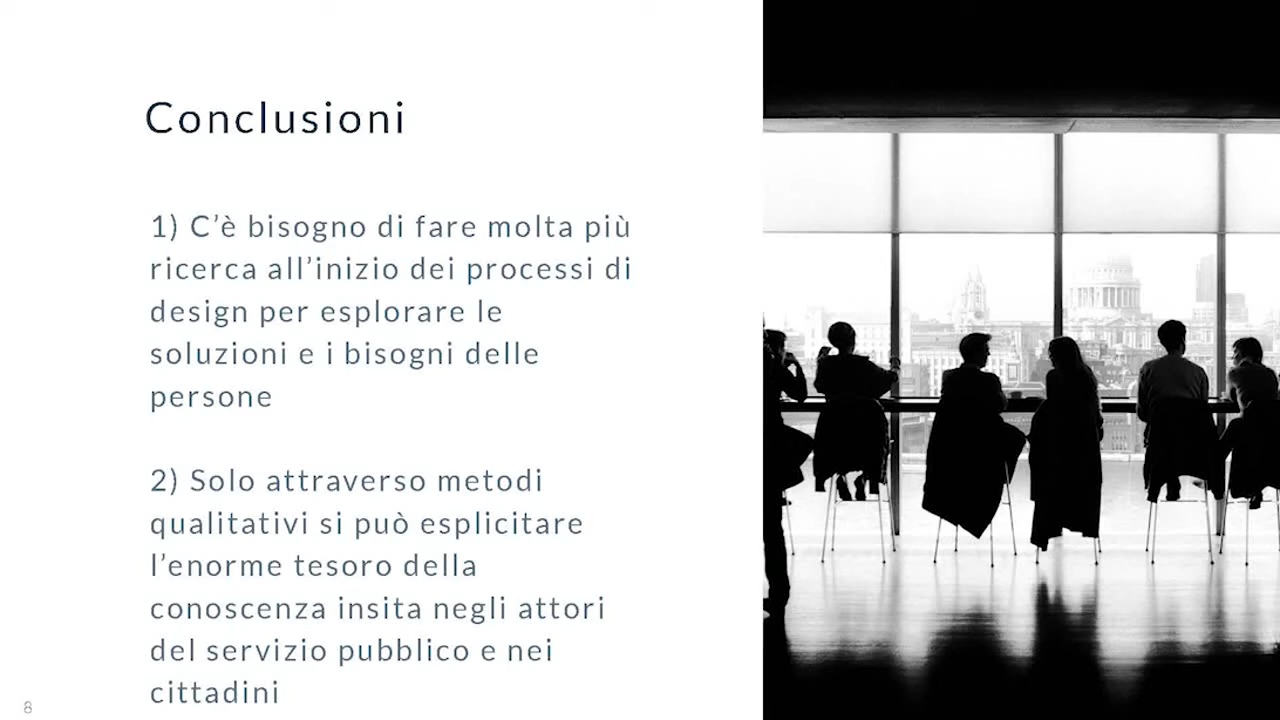 Conclusioni
1) C’è bisogno di fare molta più
ricerca all’inizio dei processi di
design per esplorare le
soluzioni e i bisogni delle
persone
2) Solo attraverso metodi
qualitativi si può esplicitare
l’enorme tesoro della
conoscenza insita negli attori
del servizio pubblico e nei
cittadini
8